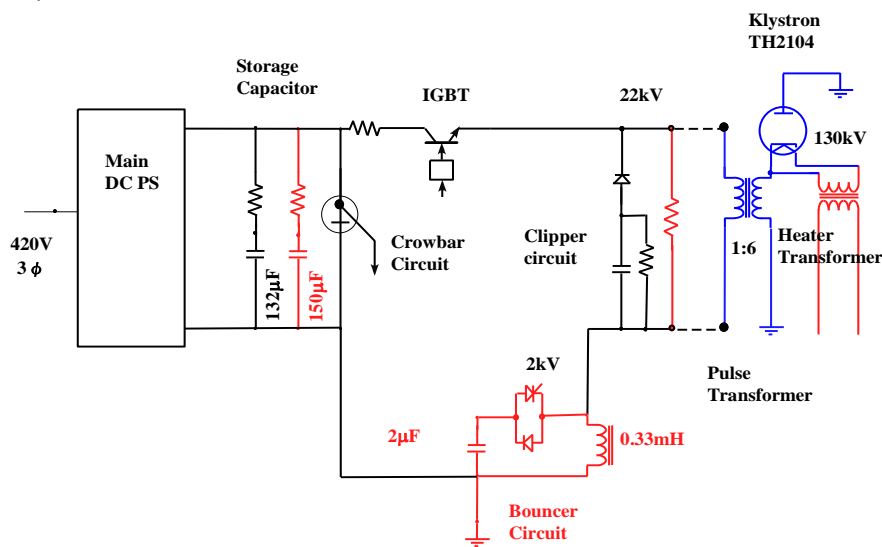 Klystron
TH2104
Storage
Capacitor
IGBT
22kV
130kV
Main
DC PS
420V
3 ϕ
132μF
150μF
Crowbar
Circuit
Clipper
circuit
1:6
Heater
Transformer
2kV
Pulse
Transformer
2μF
0.33mH
Bouncer
Circuit